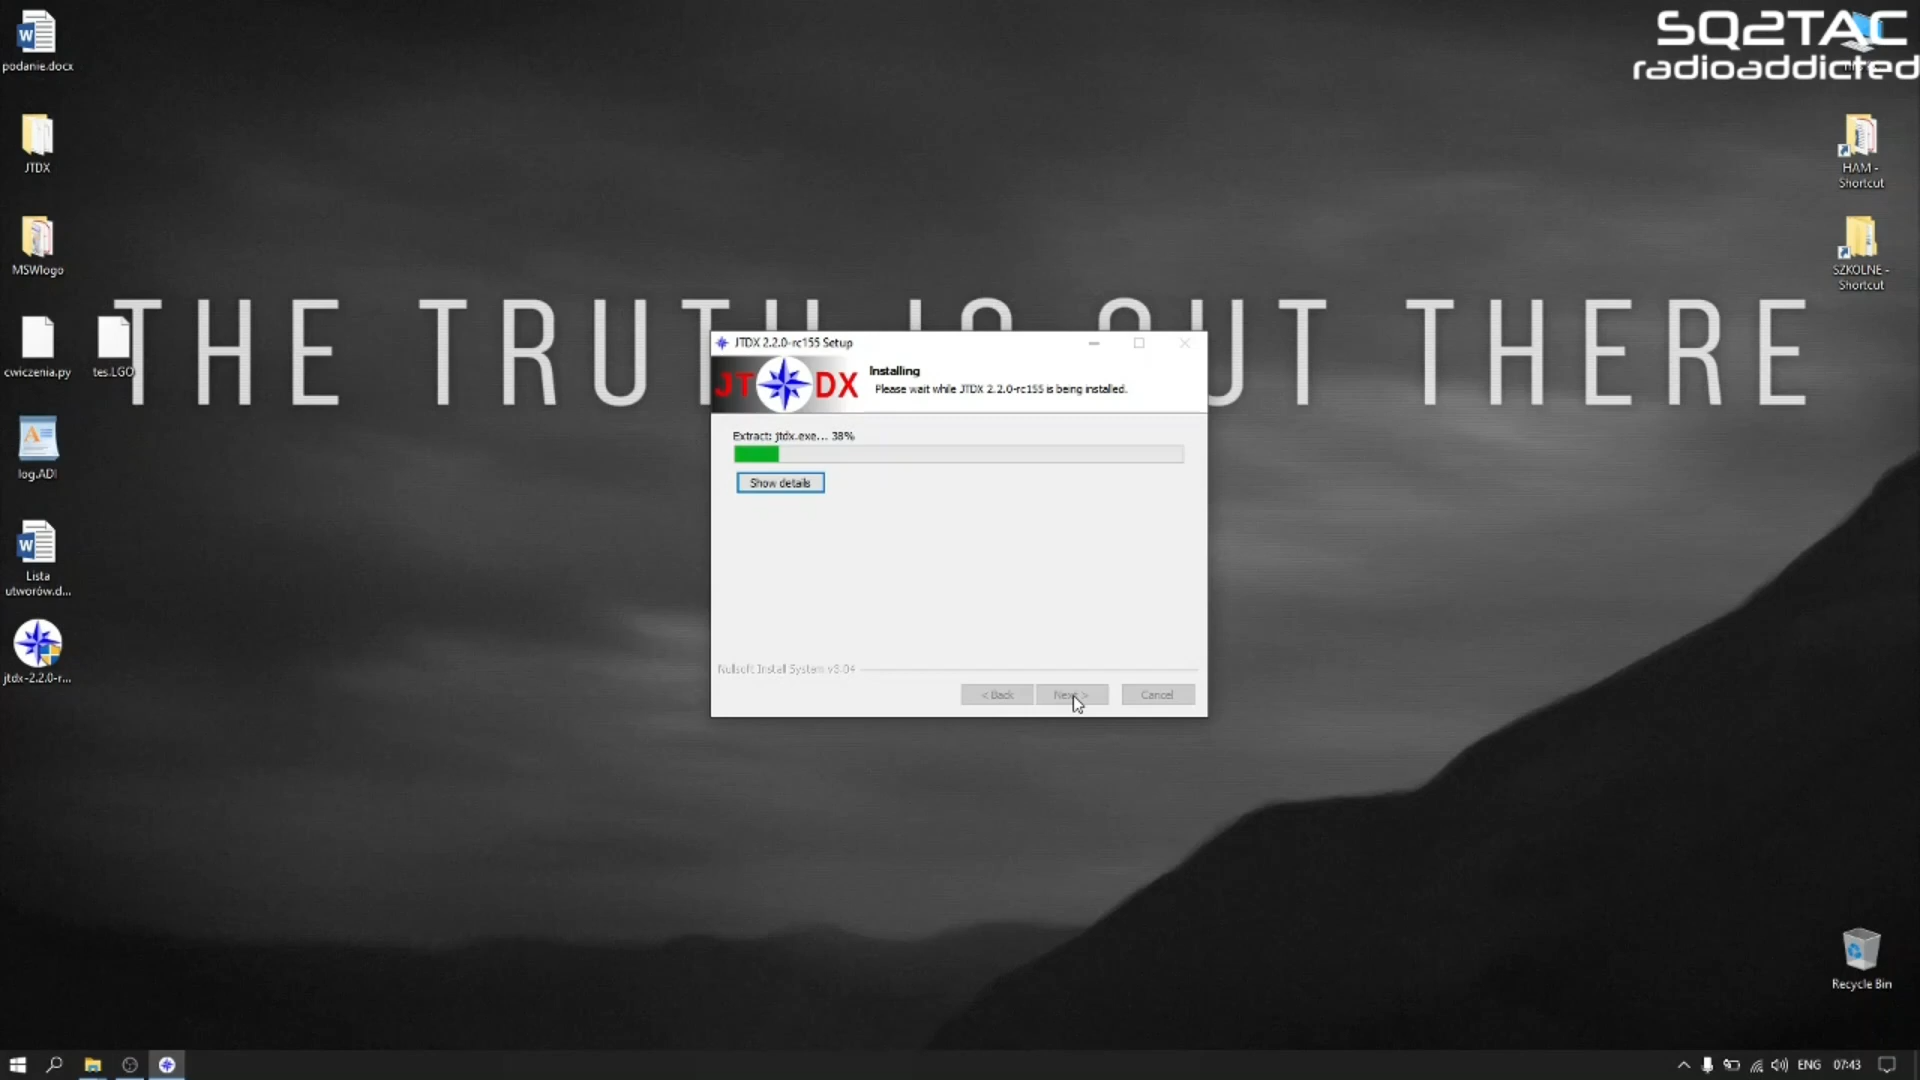 podanie.docx
SQ2TAC
radioaddicted
JTDX
HAM -
Shortcut
MSWlogo
SZKOLNE -
Shortcut
THE TRUTH IS OUT THERE
cwiczenia.py
tes.LGO
JTDX 2.2.0-rc155 Setup
JT DX
Installing
Please wait while JTDX 2.2.0-rc155 is being installed.
Extract: jtdx.exe... 38%
Show details
log.ADI
Lista
utworów.d...
jtdx-2.2.0-r...
Nullsoft Install System v3.04
< Back
Next >
Cancel
Recycle Bin
ENG
07:43